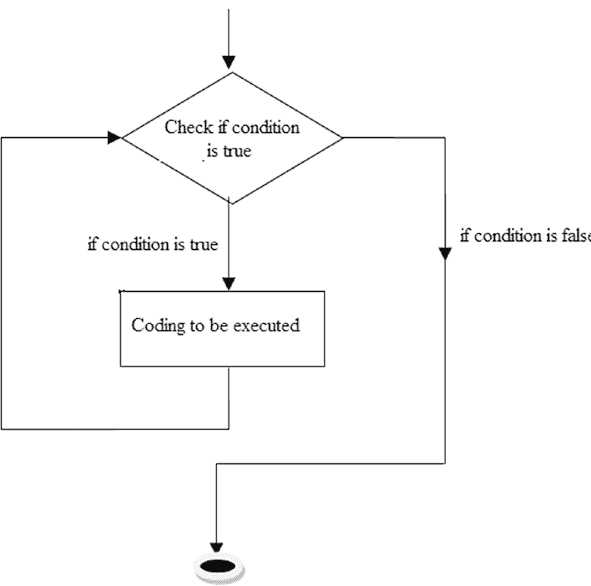 Check if condition
is true
if condition is true
if condition is false
Coding to be executed